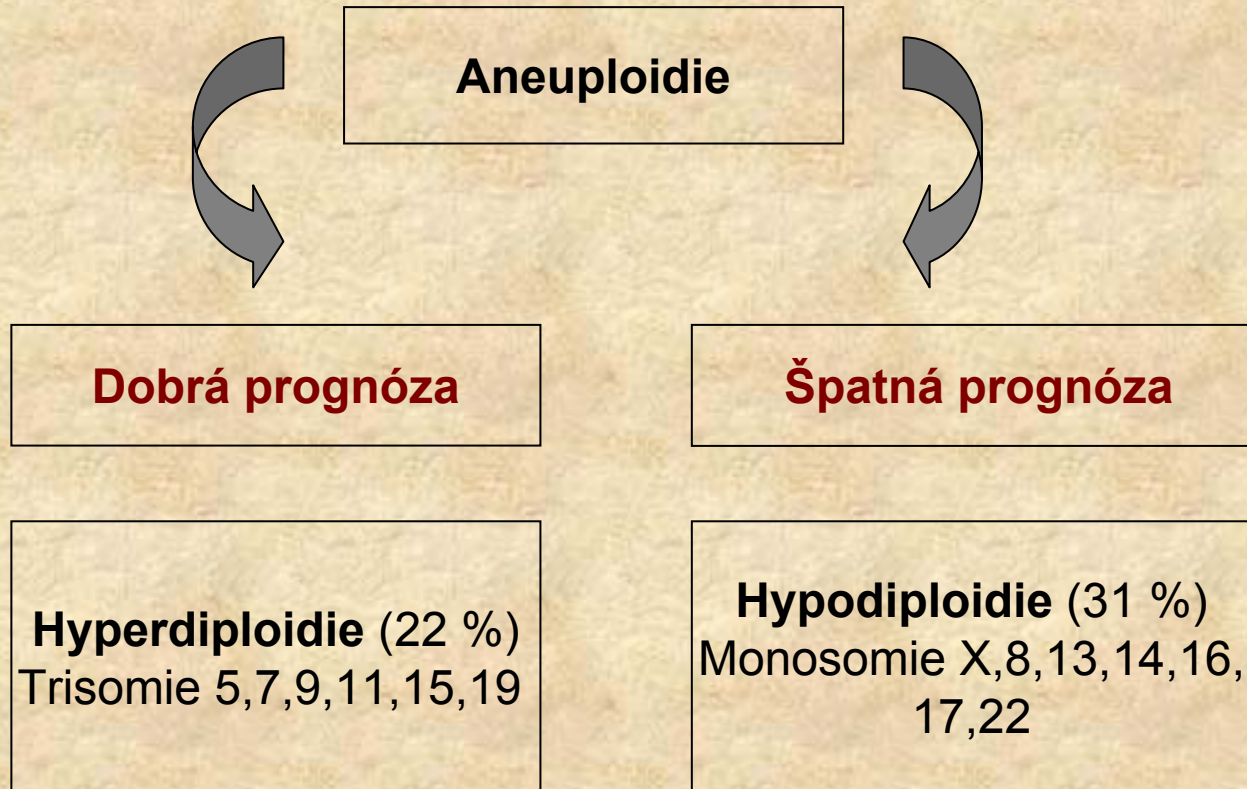 Aneuploidie
Dobrá prognóza
Špatná prognóza
Hyperdiploidie (22 %)
Trisomie 5,7,9,11,15,19
Hypodiploidie (31 %)
Monosomie X,8,13,14,16,
17,22